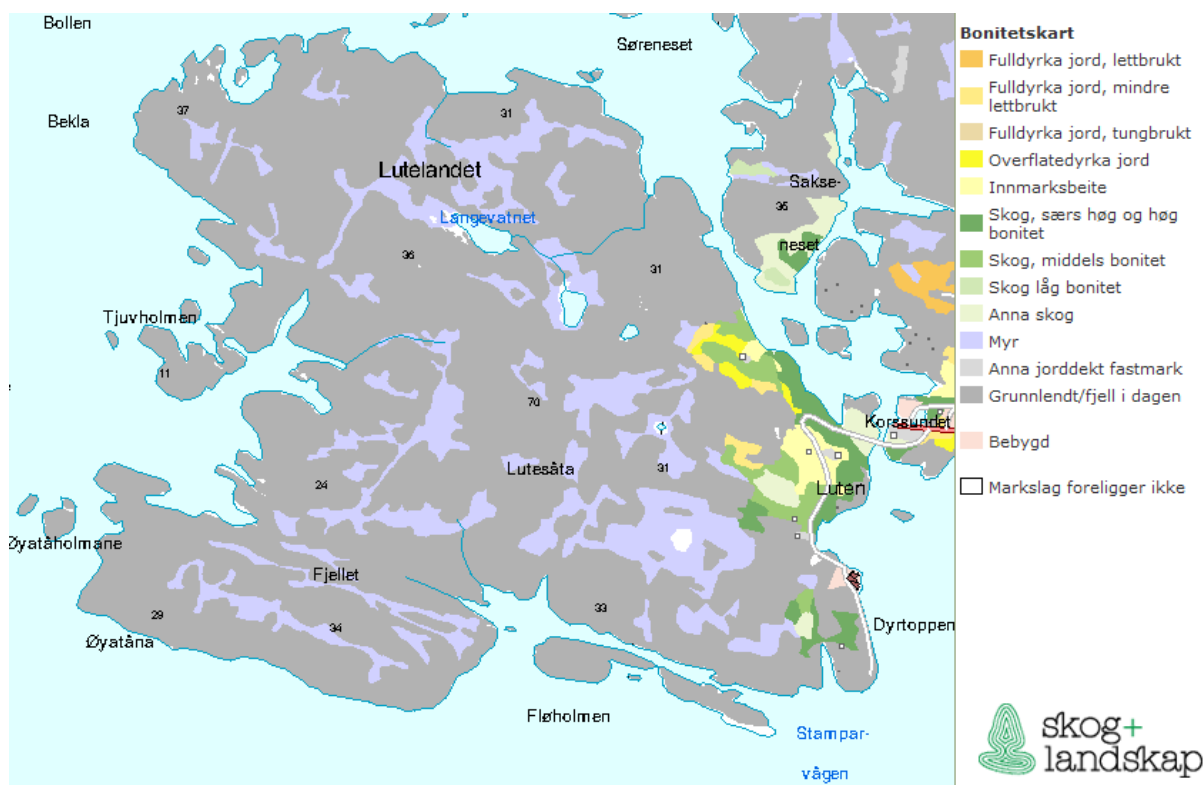 Bollen
Søreneset
37
31
Bekla
Lutelandet
Sakse-
Langevatnet
35
neset
36
31
Tjuvholmen
11
70
Korssundet
Lutesåta
31
Luten
24
Øyatåholmane
Fjellet
29
34
33
Dyrtoppen
Øyatåna
Fløholmen
Stampar-
vågen
Bonitetskart
Fulldyrka jord, lettbrukt
Fulldyrka jord, mindre
lettbrukt
Fulldyrka jord, tungbrukt
Overflatedyrka jord
Innmarksbeite
Skog, særs høg og høg
bonitet
Skog, middels bonitet
Skog låg bonitet
Anna skog
Myr
Anna jorddekt fastmark
Grunnlendt/fjell i dagen
Bebygd
Markslag foreligger ikke
skog+
landskap